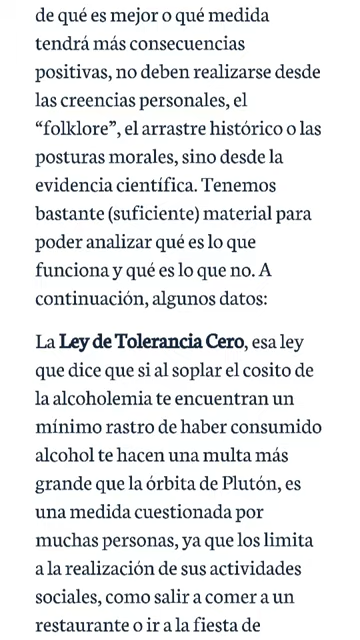 de qué es mejor o qué medida
tendrá más consecuencias
positivas, no deben realizarse desde
las creencias personales, el
“folklore”, el arrastre histórico o las
posturas morales, sino desde la
evidencia científica. Tenemos
bastante (suficiente) material para
poder analizar qué es lo que
funciona y qué es lo que no. A
continuación, algunos datos:
La Ley de Tolerancia Cero, esa ley
que dice que si al soplar el cosito de
la alcoholemia te encuentran un
mínimo rastro de haber consumido
alcohol te hacen una multa más
grande que la órbita de Plutón, es
una medida cuestionada por
muchas personas, ya que los limita
a la realización de sus actividades
sociales, como salir a comer a un
restaurante o ir a la fiesta de